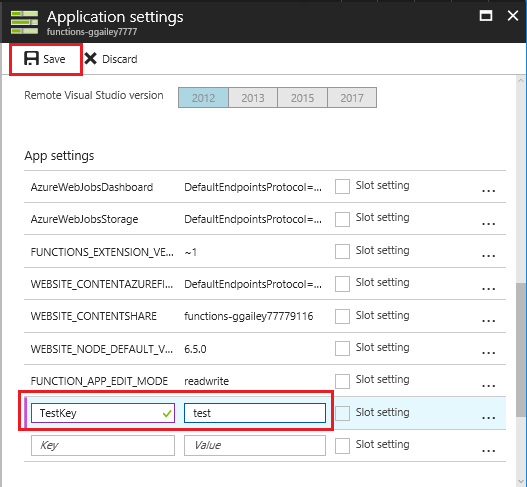 Application settings
functions-ggailey7777
Save Discard
Remote Visual Studio version 2012 2013 2015 2017
App settings
AzureWebJobsDashboard DefaultEndpointsProtocol=... Slot setting ...
AzureWebJobsStorage DefaultEndpointsProtocol=... Slot setting ...
FUNCTIONS_EXTENSION_VE... ~1 Slot setting ...
WEBSITE_CONTENTAZUREFI... DefaultEndpointsProtocol=... Slot setting ...
WEBSITE_CONTENTSHARE functions-ggailey77779116 Slot setting ...
WEBSITE_NODE_DEFAULT_V... 6.5.0 Slot setting ...
FUNCTION_APP_EDIT_MODE readwrite Slot setting ...
TestKey test Slot setting ...
Key Value Slot setting ...